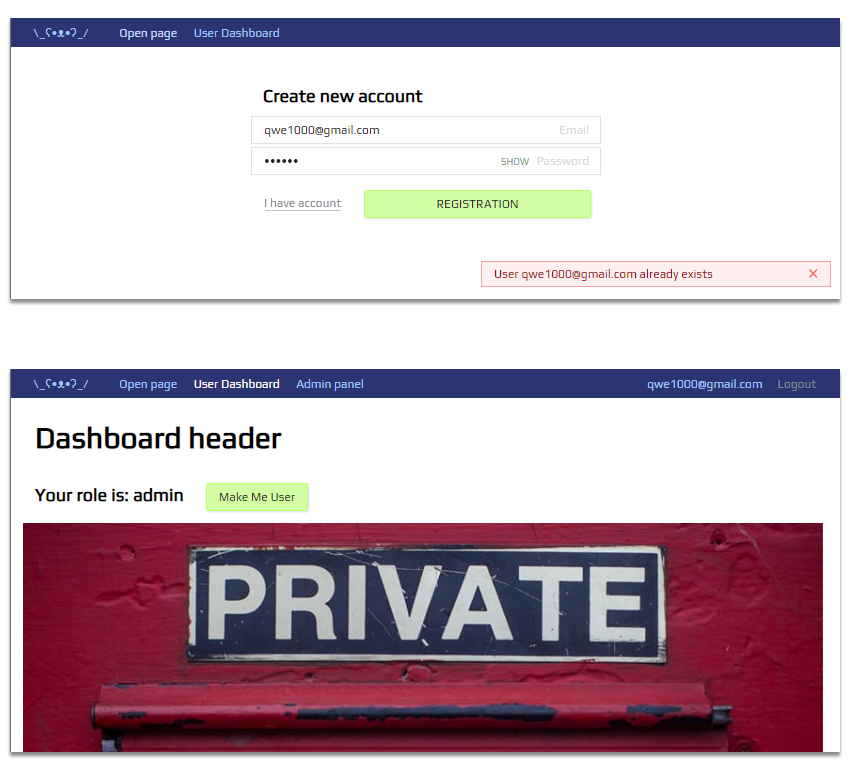 \_ʕ•ᴥ•ʔ_/ Open page User Dashboard
Create new account
qwe1000@gmail.com Email
•••••• SHOW Password
I have account REGISTRATION
User qwe1000@gmail.com already exists ×
\_ʕ•ᴥ•ʔ_/ Open page User Dashboard Admin panel qwe1000@gmail.com Logout
Dashboard header
Your role is: admin Make Me User
PRIVATE